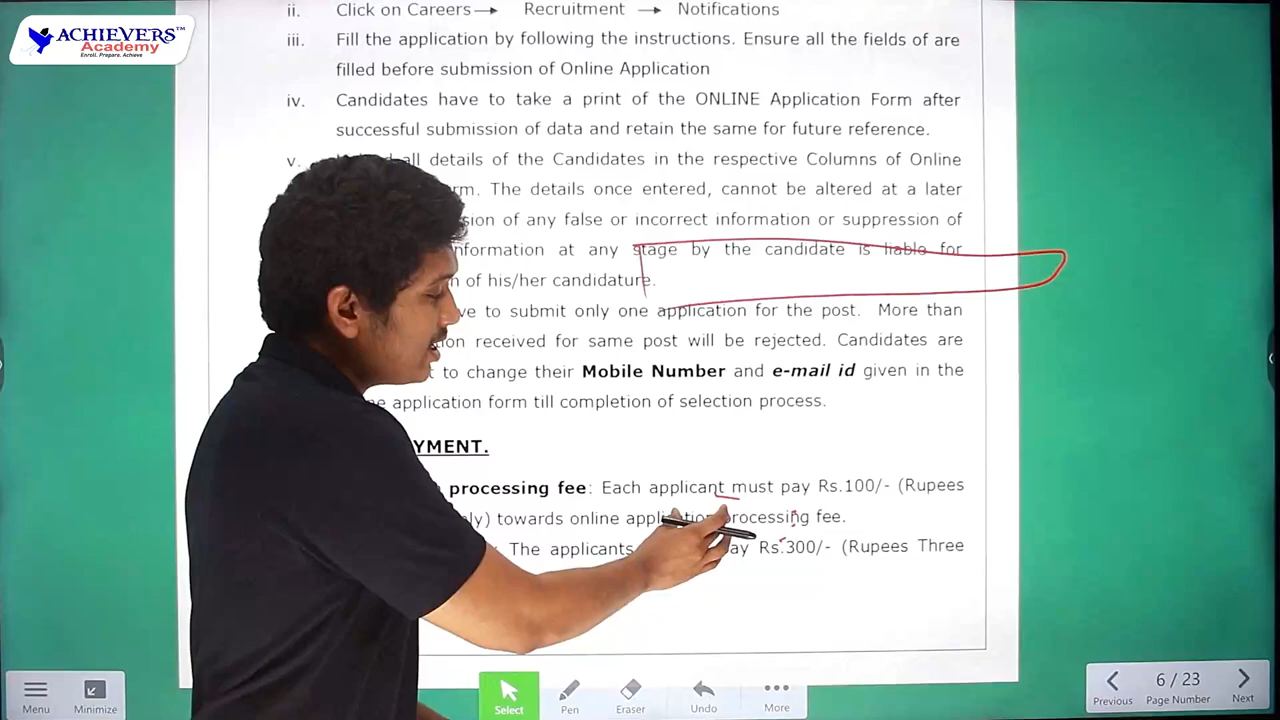 ACHIEVERS™
Academy
Enroll. Prepare. Achieve
ii. Click on Careers→ Recruitment → Notifications
iii. Fill the application by following the instructions. Ensure all the fields of are
filled before submission of Online Application
iv. Candidates have to take a print of the ONLINE Application Form after
successful submission of data and retain the same for future reference.
v. all details of the Candidates in the respective Columns of Online
The details once entered, cannot be altered at a later
of any false or incorrect information or suppression of
at any stage by the candidate is liable for
of his/her candidature.
to submit only one application for the post. More than
received for same post will be rejected. Candidates are
to change their Mobile Number and e-mail id given in the
application form till completion of selection process.
YMENT.
processing fee: Each applicant must pay Rs.100/- (Rupees
towards online application processing fee.
The applicants Rs.300/- (Rupees Three
Menu
Minimize
Select
Pen
Eraser
Undo
More
6 / 23
Previous
Page Number
Next